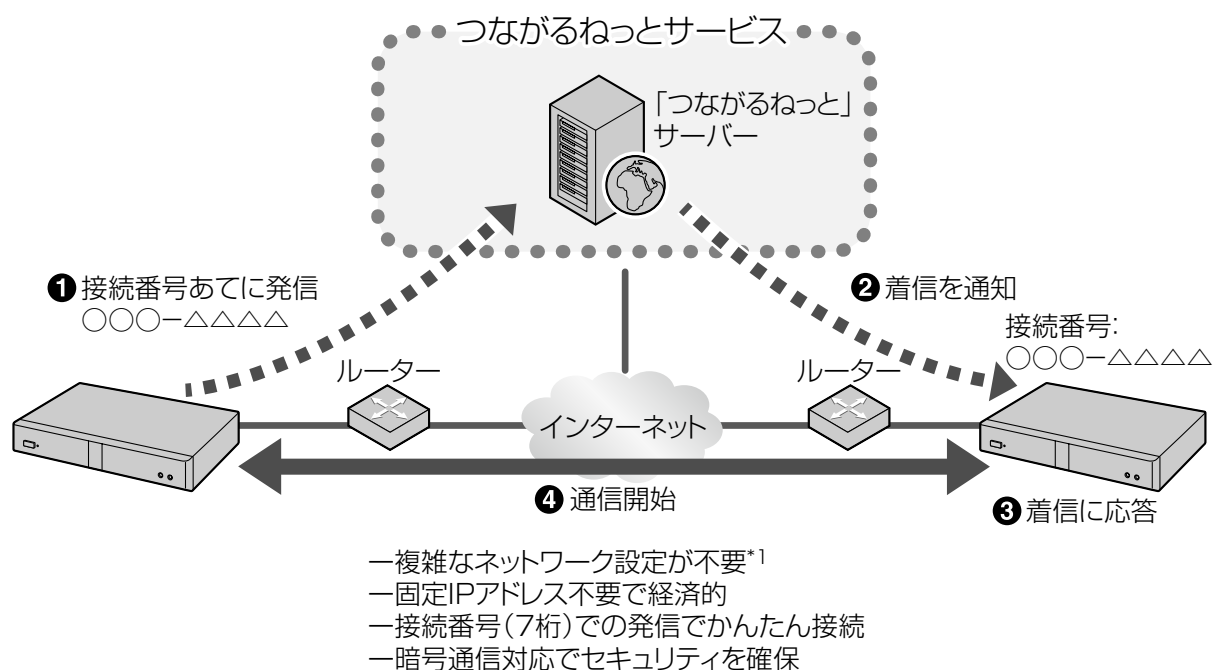 つながるねっとサービス
「つながるねっと」
サーバー
❶接続番号あてに発信
○○○ー△△△△
❷着信を通知
接続番号:
○○○ー△△△△
ルーター
ルーター
インターネット
❹通信開始
❸着信に応答
ー複雑なネットワーク設定が不要*1
ー固定IPアドレス不要で経済的
ー接続番号(7桁)での発信でかんたん接続
ー暗号通信対応でセキュリティを確保